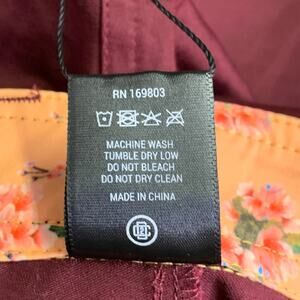 RN 169803
MACHINE WASH
TUMBLE DRY LOW
DO NOT BLEACH
DO NOT DRY CLEAN
MADE IN CHINA